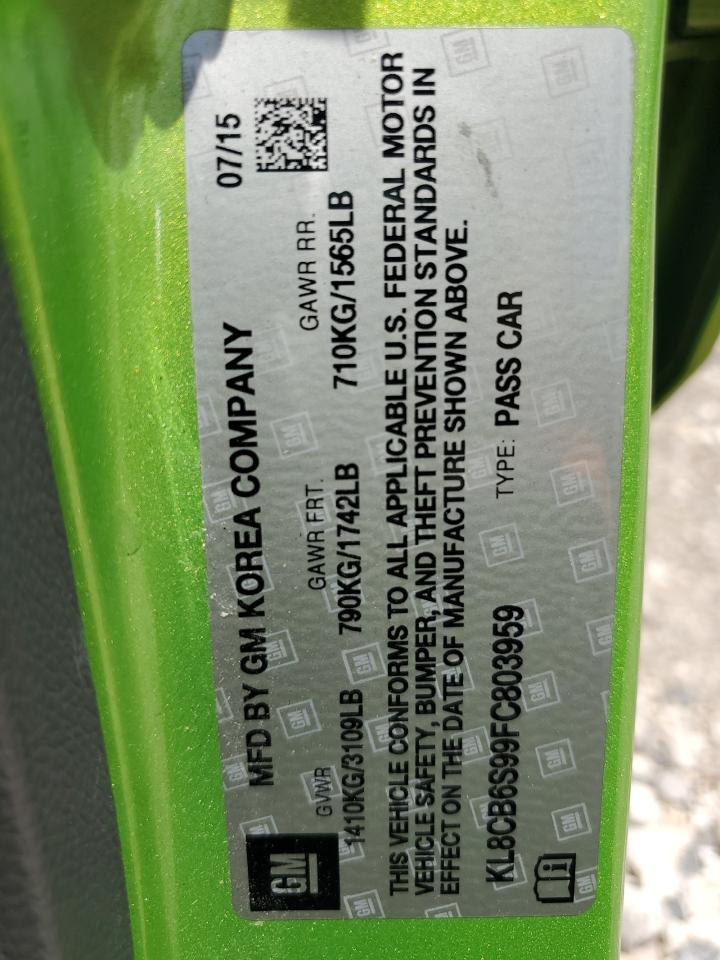 GM
MFD BY GM KOREA COMPANY 07/15
GVWR GAWR FRT. GAWR RR.
1410KG/3109LB 790KG/1742LB 710KG/1565LB
THIS VEHICLE CONFORMS TO ALL APPLICABLE U.S. FEDERAL MOTOR
VEHICLE SAFETY, BUMPER, AND THEFT PREVENTION STANDARDS IN
EFFECT ON THE DATE OF MANUFACTURE SHOWN ABOVE.
KL8CB6S99FC803959 TYPE: PASS CAR